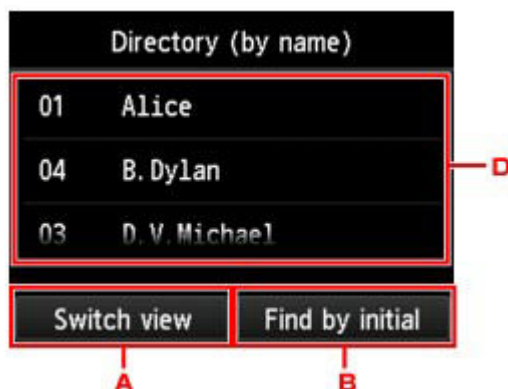 Directory (by name)
01 Alice
04 B.Dylan
03 D.V.Michael
D
Switch view Find by initial
A B